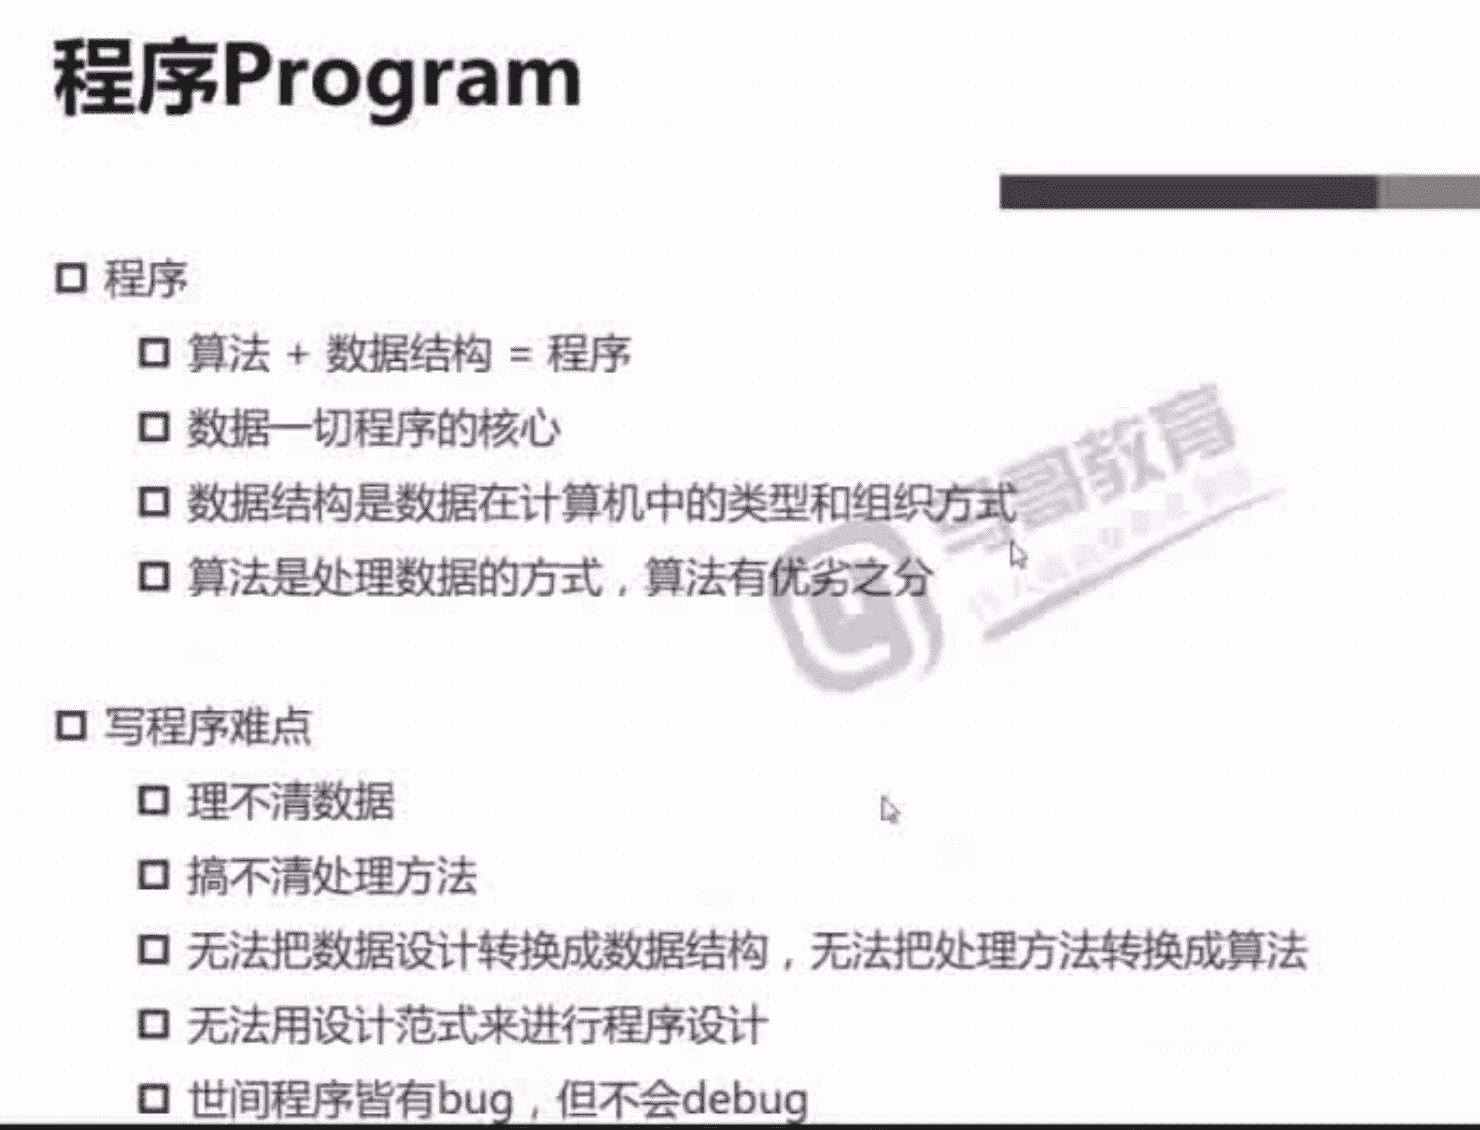 程序Program
程序
算法 + 数据结构 = 程序
数据一切程序的核心
数据结构是数据在计算机中的类型和组织方式
算法是处理数据的方式，算法有优劣之分
哥教育
写程序难点
理不清数据
搞不清处理方法
无法把数据设计转换成数据结构，无法把处理方法转换成算法
无法用设计范式来进行程序设计
世间程序皆有bug，但不会debug